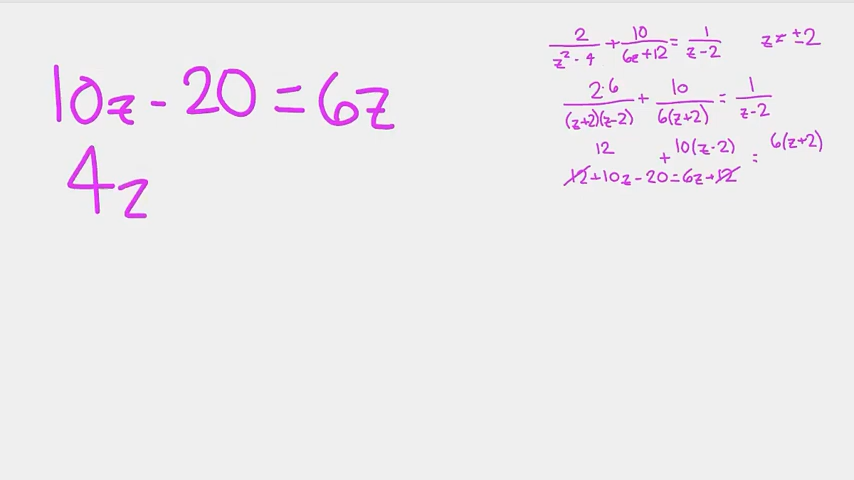 10z - 20 = 6z
4z
2/(z² - 4) + 10/(6z + 12) = 1/(z - 2) z ≠ ±2
2·6/((z+2)(z-2)) + 10/(6(z+2)) = 1/(z-2)
12 + 10(z-2) = 6(z+2)
12 + 10z - 20 = 6z + 12